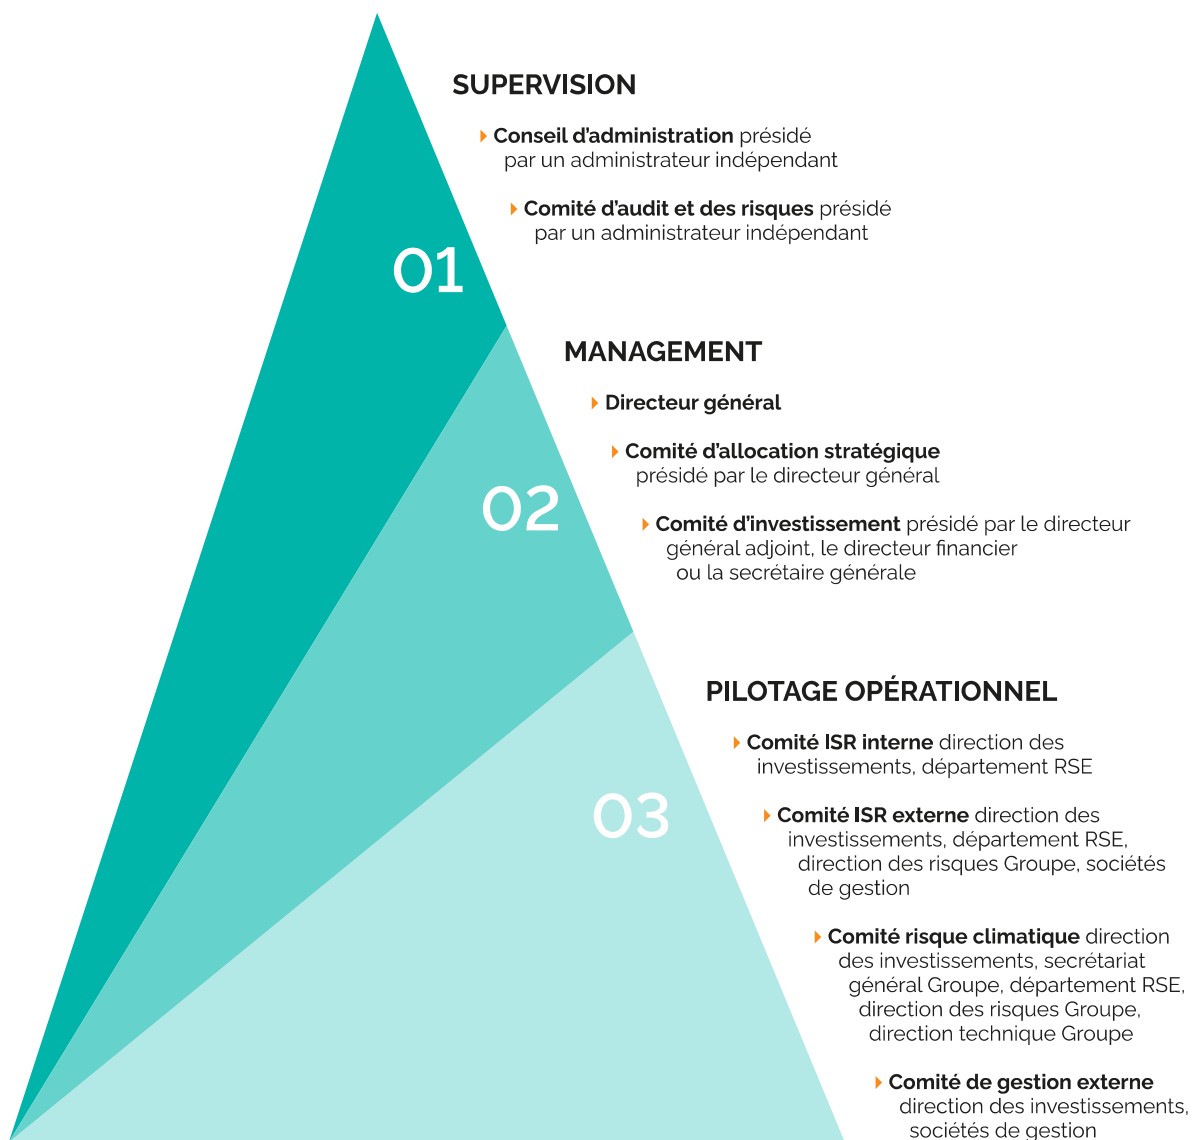 SUPERVISION
Conseil d'administration présidé
par un administrateur indépendant
Comité d'audit et des risques présidé
par un administrateur indépendant
01
MANAGEMENT
Directeur général
Comité d'allocation stratégique
présidé par le directeur général
02
Comité d'investissement présidé par le directeur
général adjoint, le directeur financier
ou la secrétaire générale
PILOTAGE OPÉRATIONNEL
Comité ISR interne direction des
investissements, département RSE
03
Comité ISR externe direction des
investissements, département RSE,
direction des risques Groupe, sociétés
de gestion
Comité risque climatique direction
des investissements, secrétariat
général Groupe, département RSE,
direction des risques Groupe,
direction technique Groupe
Comité de gestion externe
direction des investissements,
sociétés de gestion